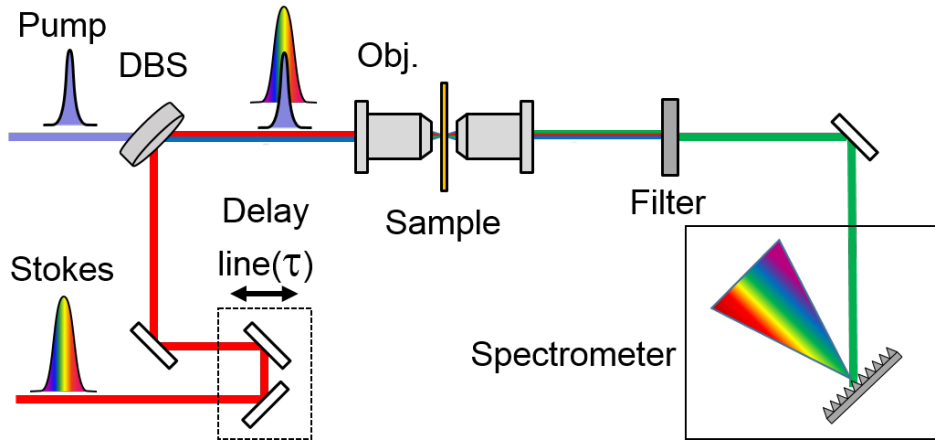 Pump
DBS
Obj.
Delay
line(τ)
Sample
Filter
Stokes
Spectrometer